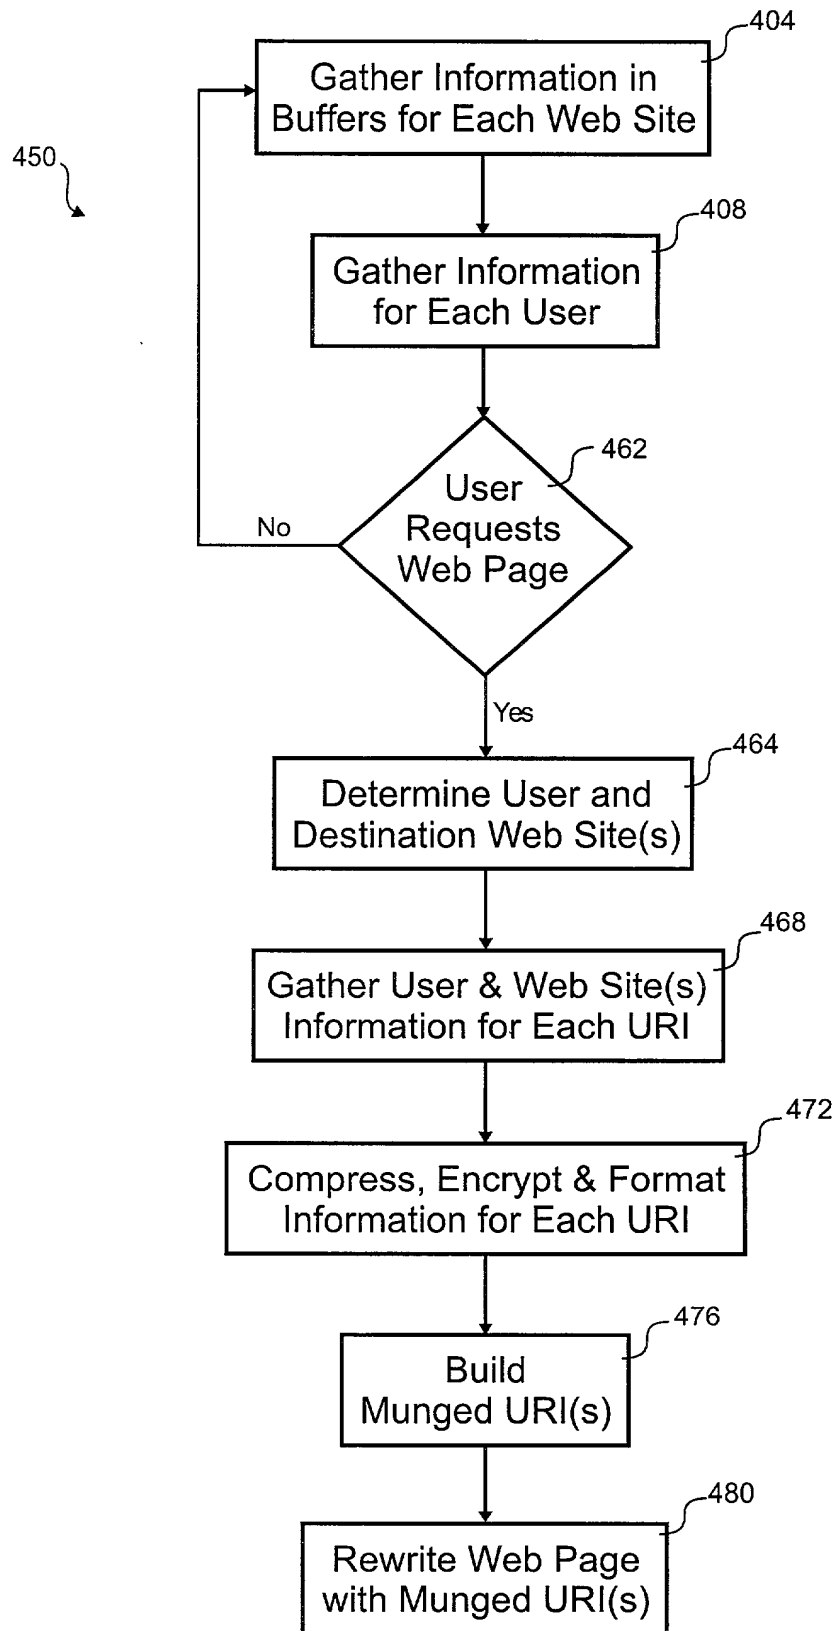 404
Gather Information in
Buffers for Each Web Site
450
408
Gather Information
for Each User
462
User
Requests
Web Page
No
Yes
464
Determine User and
Destination Web Site(s)
468
Gather User & Web Site(s)
Information for Each URI
472
Compress, Encrypt & Format
Information for Each URI
476
Build
Munged URI(s)
480
Rewrite Web Page
with Munged URI(s)